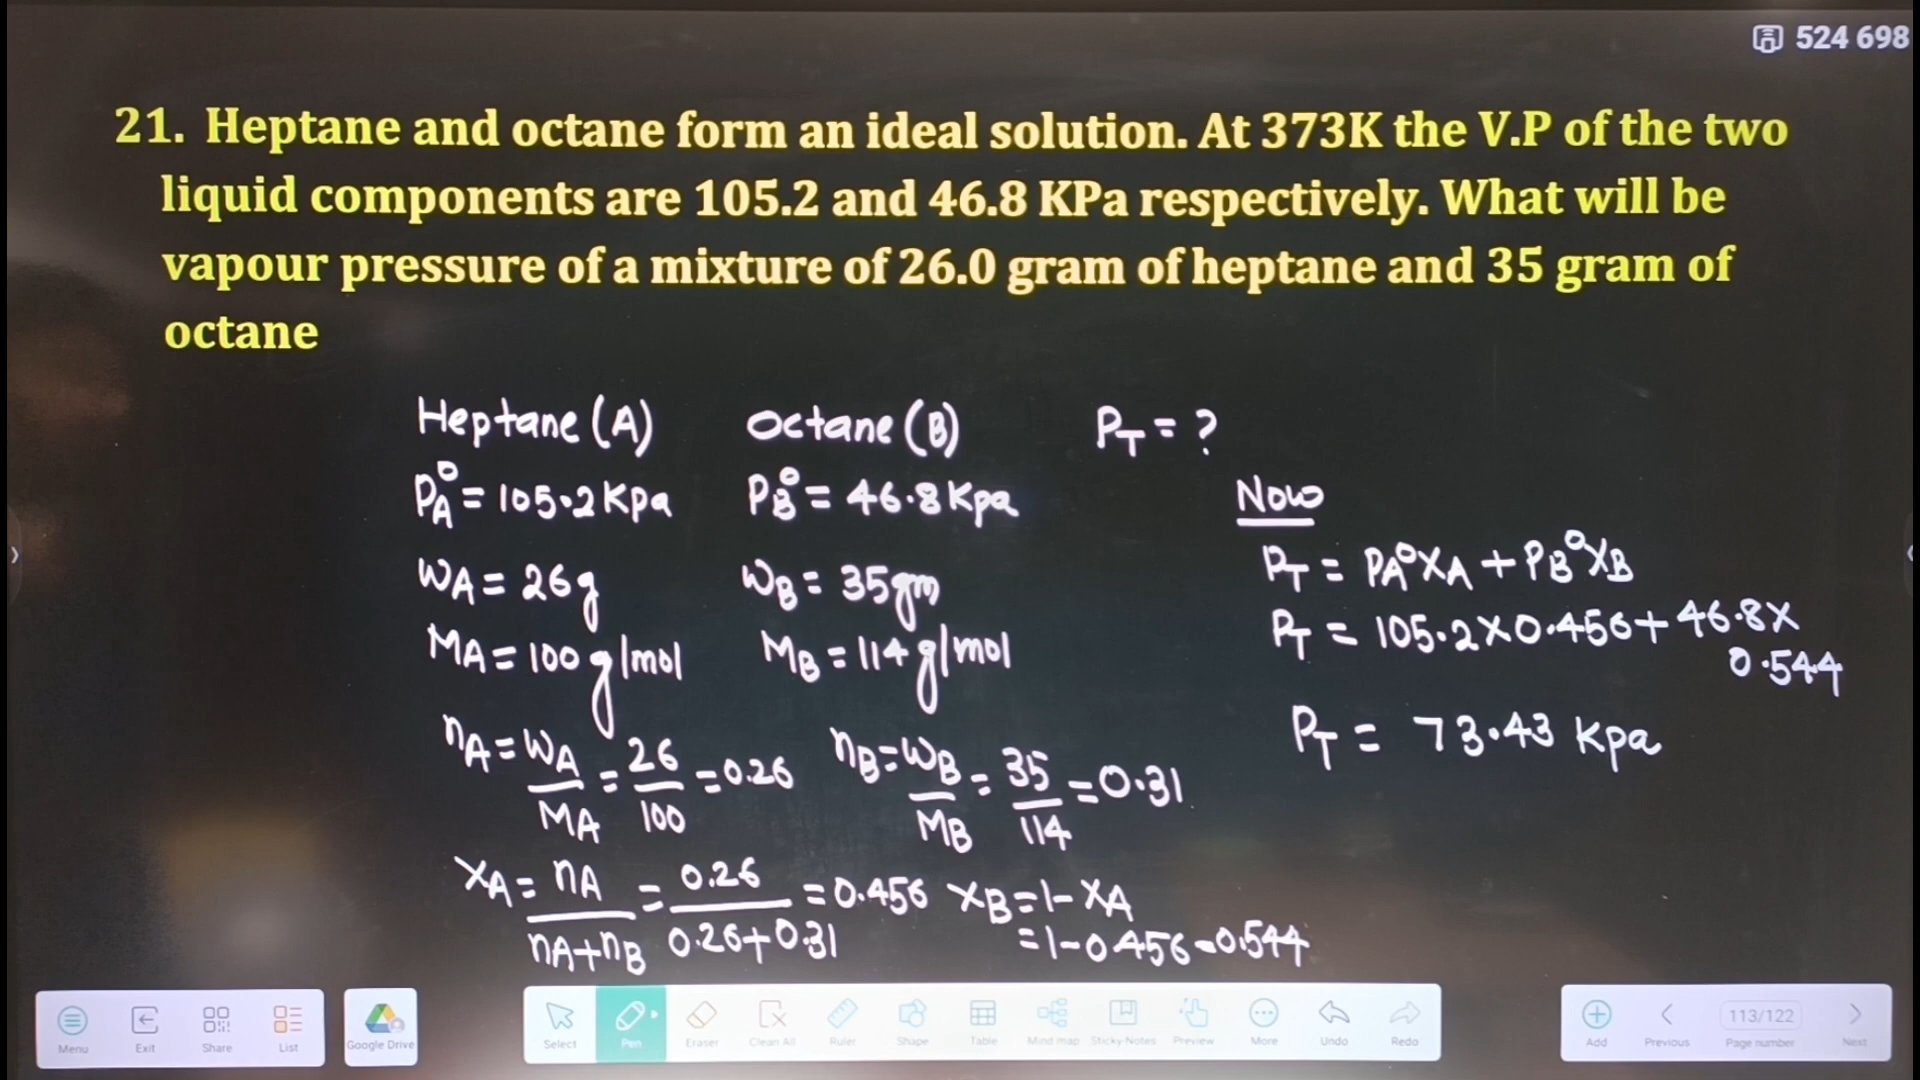 524 698
21. Heptane and octane form an ideal solution. At 373K the V.P of the two
liquid components are 105.2 and 46.8 KPa respectively. What will be
vapour pressure of a mixture of 26.0 gram of heptane and 35 gram of
octane
Heptane (A) Octane (B) PT = ?
PA° = 105.2 Kpa PB° = 46.8 Kpa
WA = 26g WB = 35gm
MA = 100 g/mol MB = 114 g/mol
nA = WA/MA = 26/100 = 0.26 nB = WB/MB = 35/114 = 0.31
XA = nA/nA+nB = 0.26/0.26+0.31 = 0.456 XB = 1-XA
= 1-0.456=0.544
Now
PT = PA°XA + PB°XB
PT = 105.2X0.456+46.8X
0.544
PT = 73.43 Kpa
Menu Exit Share List Google Drive Select Pen Eraser Clean All Ruler Shape Table Mind map Sticky Notes Preview More Undo Redo Add Previous 113/122 Page number Next